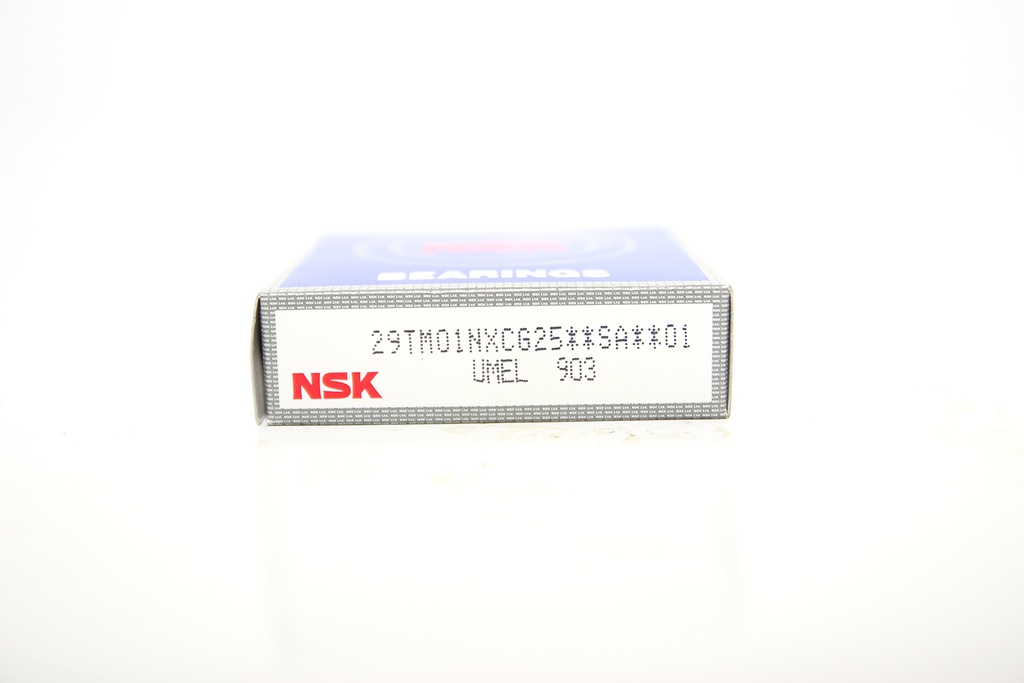 BEARINGS
29TM01NXCG25**SA**01
UMEL 903
NSK